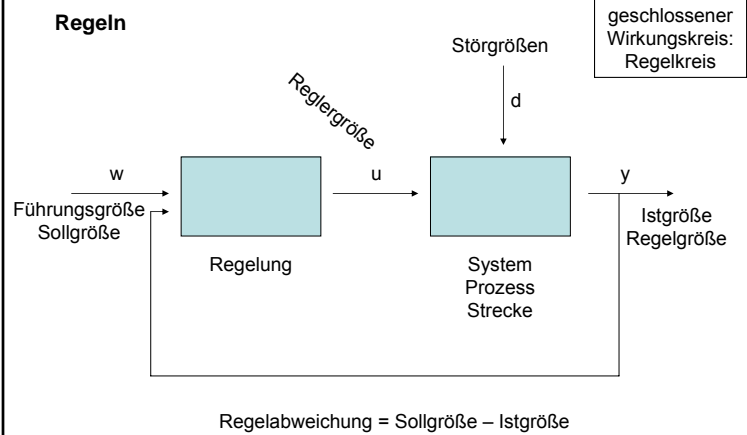 Regeln
geschlossener
Wirkungskreis:
Regelkreis
Störgrößen
d
Reglergröße
w
u
y
Führungsgröße
Sollgröße
Istgröße
Regelgröße
Regelung
System
Prozess
Strecke
Regelabweichung = Sollgröße – Istgröße